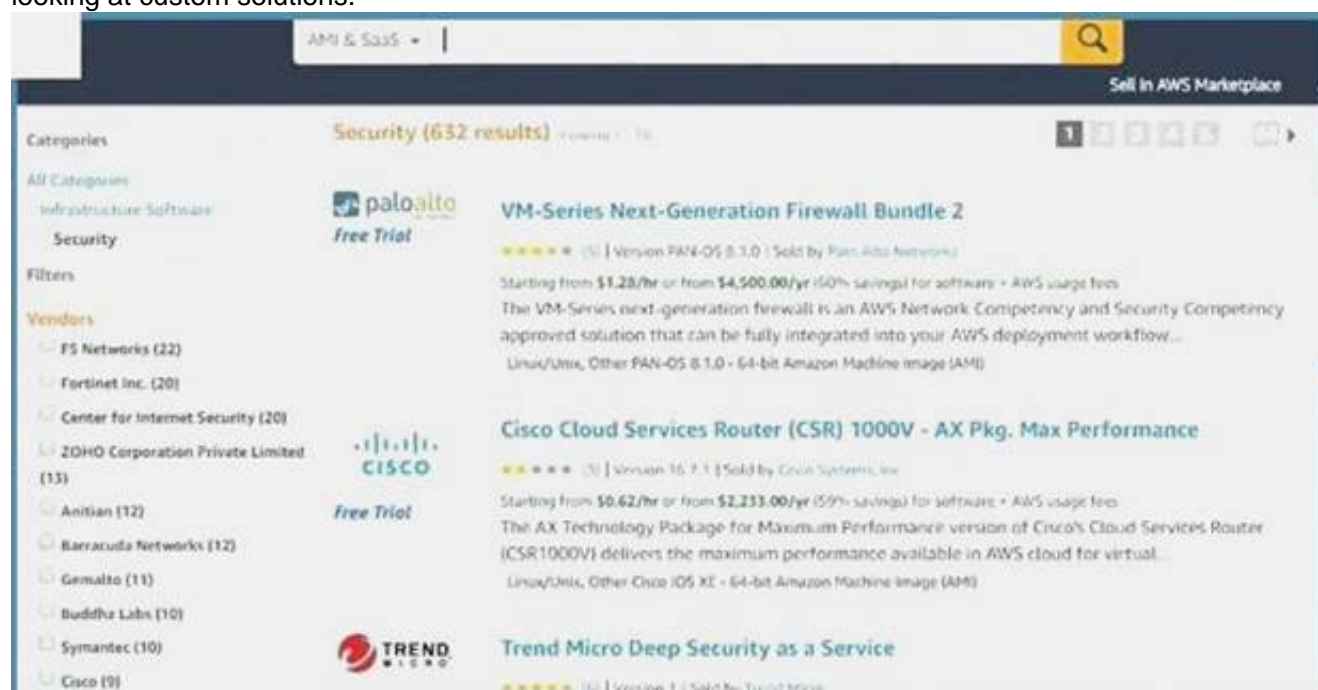 looking at custom solutions.
AMI & SaaS
Sell in AWS Marketplace
Categories
All Categories
Infrastructure Software
Security
Filters
Vendors
F5 Networks (22)
Fortinet Inc. (20)
Center for Internet Security (20)
ZOHO Corporation Private Limited
(13)
Anitian (12)
Barracuda Networks (12)
Gemalto (11)
Buddha Labs (10)
Symantec (10)
Cisco (9)
Security (632 results)
1
paloalto
Free Trial
VM-Series Next-Generation Firewall Bundle 2
(5) | Version PAN-OS 8.1.0 | Sold by Palo Alto Networks
Starting from $1.28/hr or from $4,500.00/yr (60% savings) for software + AWS usage fees
The VM-Series next-generation firewall is an AWS Network Competency and Security Competency
approved solution that can be fully integrated into your AWS deployment workflow...
Linux/Unix, Other PAN-OS 8.1.0 - 64-bit Amazon Machine Image (AMI)
CISCO
Free Trial
Cisco Cloud Services Router (CSR) 1000V - AX Pkg. Max Performance
(5) | Version 16.7.1 | Sold by Cisco Systems, Inc
Starting from $0.62/hr or from $2,233.00/yr (59% savings) for software + AWS usage fees
The AX Technology Package for Maximum Performance version of Cisco's Cloud Services Router
(CSR1000V) delivers the maximum performance available in AWS cloud for virtual...
Linux/Unix, Other Cisco IOS XE - 64-bit Amazon Machine Image (AMI)
TREND
MICRO
Trend Micro Deep Security as a Service
(6) | Version 1 | Sold by Trend Micro